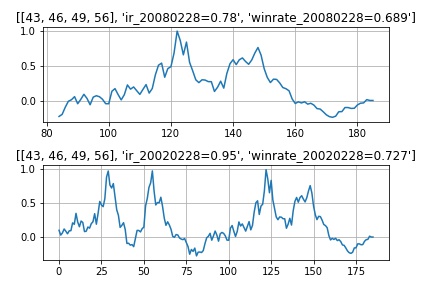 [[43, 46, 49, 56], 'ir_20080228=0.78', 'winrate_20080228=0.689']
1.0
0.5
0.0
80 100 120 140 160 180
[[43, 46, 49, 56], 'ir_20020228=0.95', 'winrate_20020228=0.727']
1.0
0.5
0.0
0 25 50 75 100 125 150 175